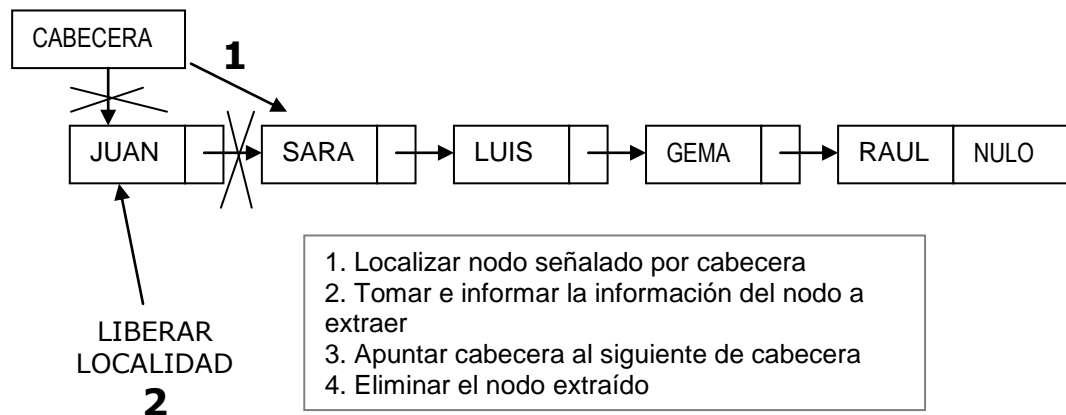 CABECERA
1
JUAN SARA LUIS GEMA RAUL NULO
1. Localizar nodo señalado por cabecera
2. Tomar e informar la información del nodo a
extraer
3. Apuntar cabecera al siguiente de cabecera
4. Eliminar el nodo extraído
LIBERAR
LOCALIDAD
2